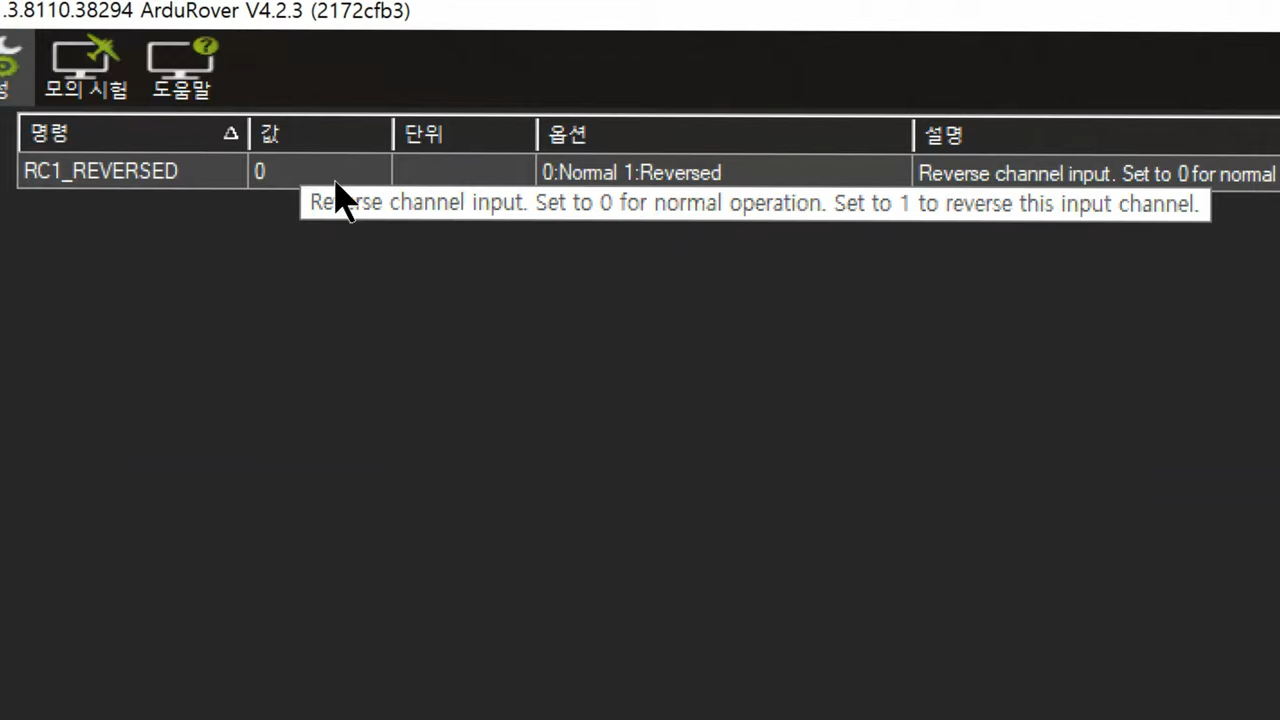 .3.8110.38294 ArduRover V4.2.3 (2172cfb3)
모의 시험 도움말
명령 값 단위 옵션 설명
RC1_REVERSED 0 0:Normal 1:Reversed Reverse channel input. Set to 0 for normal
Reverse channel input. Set to 0 for normal operation. Set to 1 to reverse this input channel.